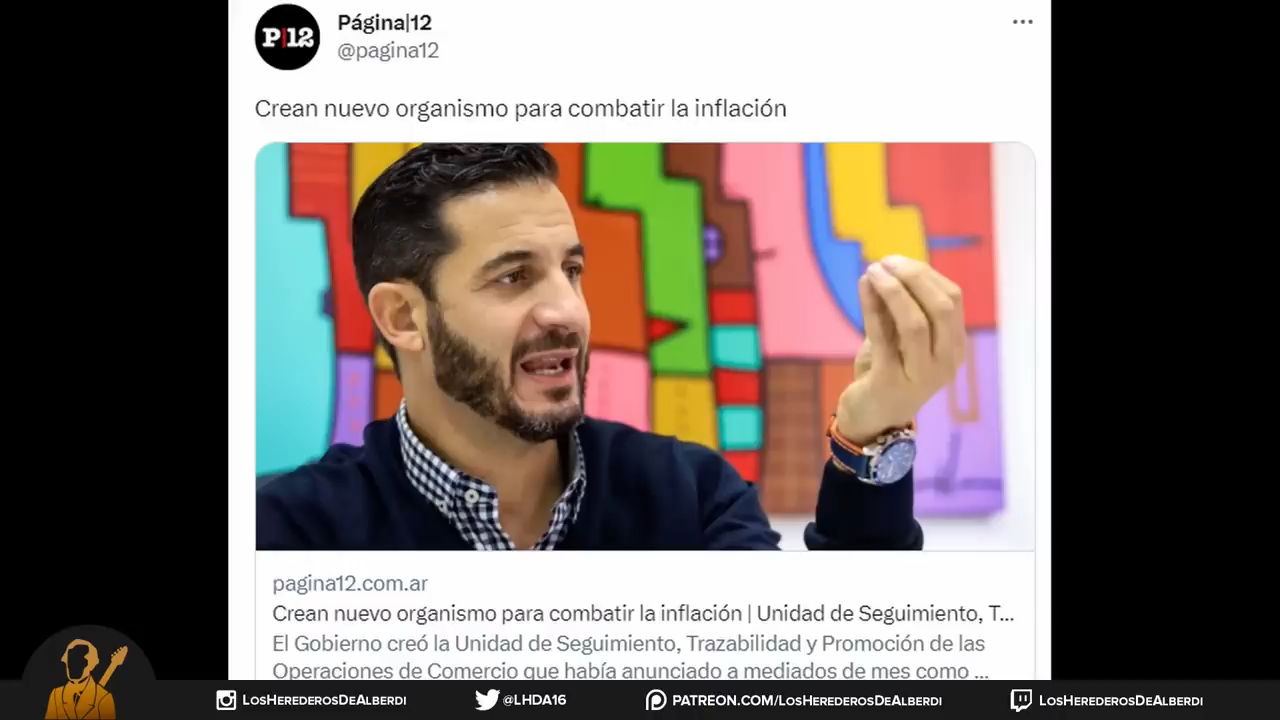 P|12
Página|12
@pagina12
Crean nuevo organismo para combatir la inflación
pagina12.com.ar
Crean nuevo organismo para combatir la inflación | Unidad de Seguimiento, T...
El Gobierno creó la Unidad de Seguimiento, Trazabilidad y Promoción de las
Operaciones de Comercio que había anunciado a mediados de mes como ...
LosHerederosDeAlberdi
@LHDA16
Patreon.com/LosHerederosDeAlberdi
LosHerederosDeAlberdi